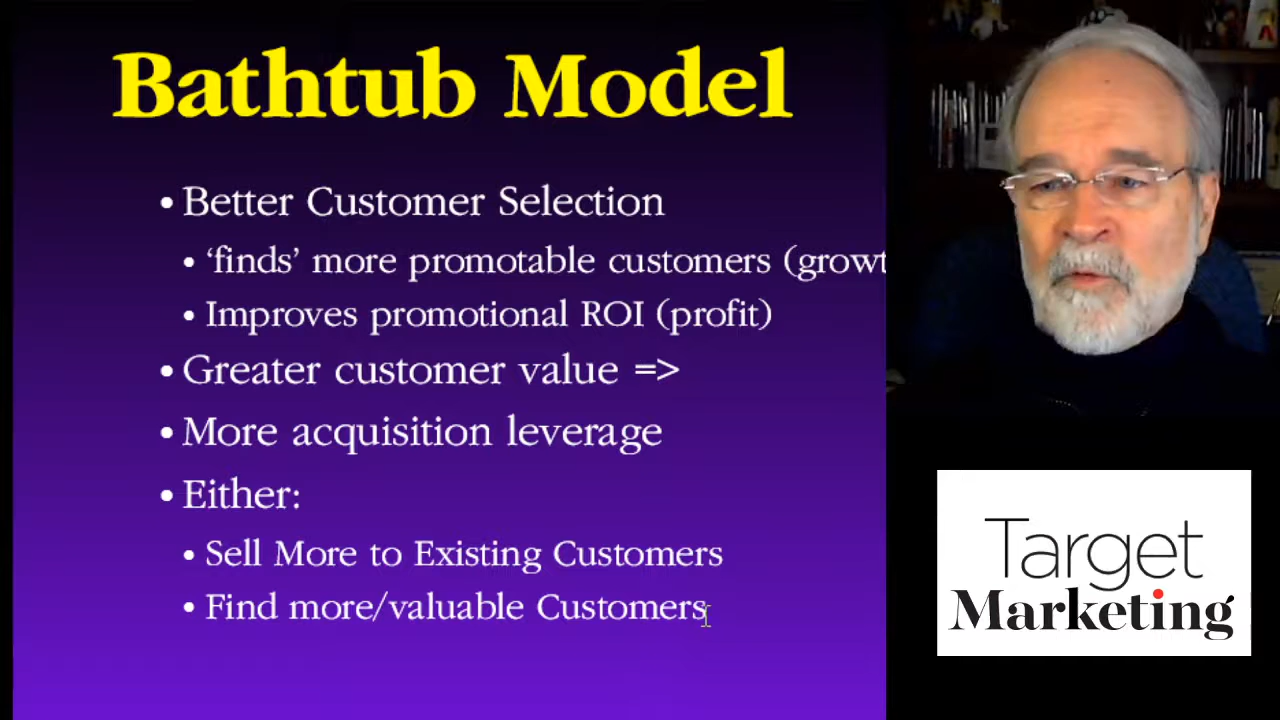 Bathtub Model
• Better Customer Selection
• ‘finds’ more promotable customers (growt
• Improves promotional ROI (profit)
• Greater customer value =>
• More acquisition leverage
• Either:
• Sell More to Existing Customers
• Find more/valuable Customers
Target
Marketing